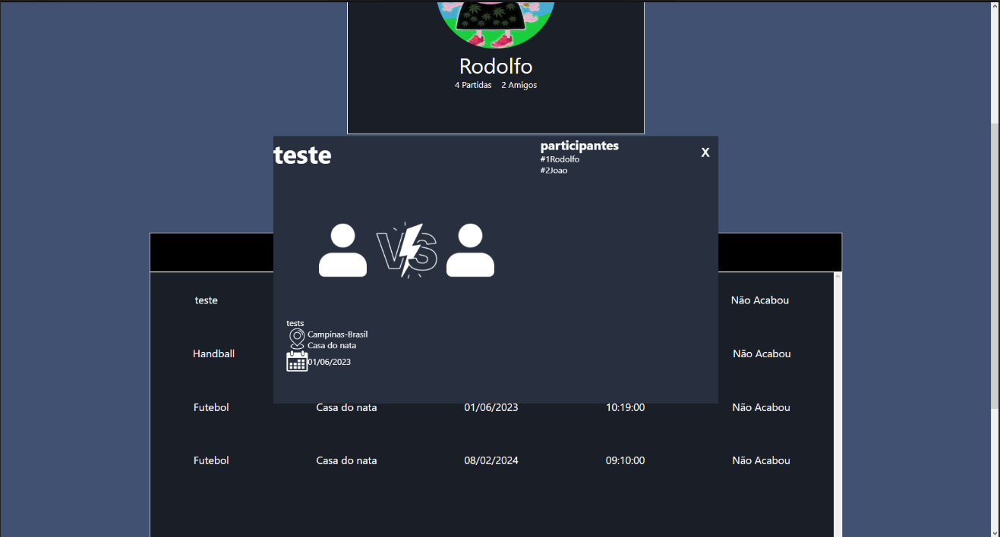 Rodolfo
4 Partidas 2 Amigos
teste
participantes
#1Rodolfo
#2Joao
X
VS
tests
Campinas-Brasil
Casa do nata
01/06/2023
teste Não Acabou
Handball Não Acabou
Futebol Casa do nata 01/06/2023 10:19:00 Não Acabou
Futebol Casa do nata 08/02/2024 09:10:00 Não Acabou